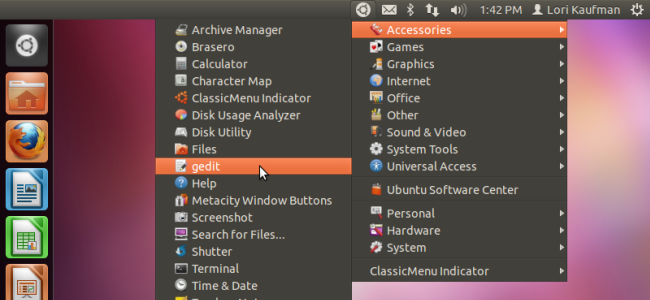 1:42 PM Lori Kaufman
Archive Manager
Brasero
Calculator
Character Map
ClassicMenu Indicator
Disk Usage Analyzer
Disk Utility
Files
gedit
Help
Metacity Window Buttons
Screenshot
Search for Files...
Shutter
Terminal
Time & Date
Accessories
Games
Graphics
Internet
Office
Other
Sound & Video
System Tools
Universal Access
Ubuntu Software Center
Personal
Hardware
System
ClassicMenu Indicator